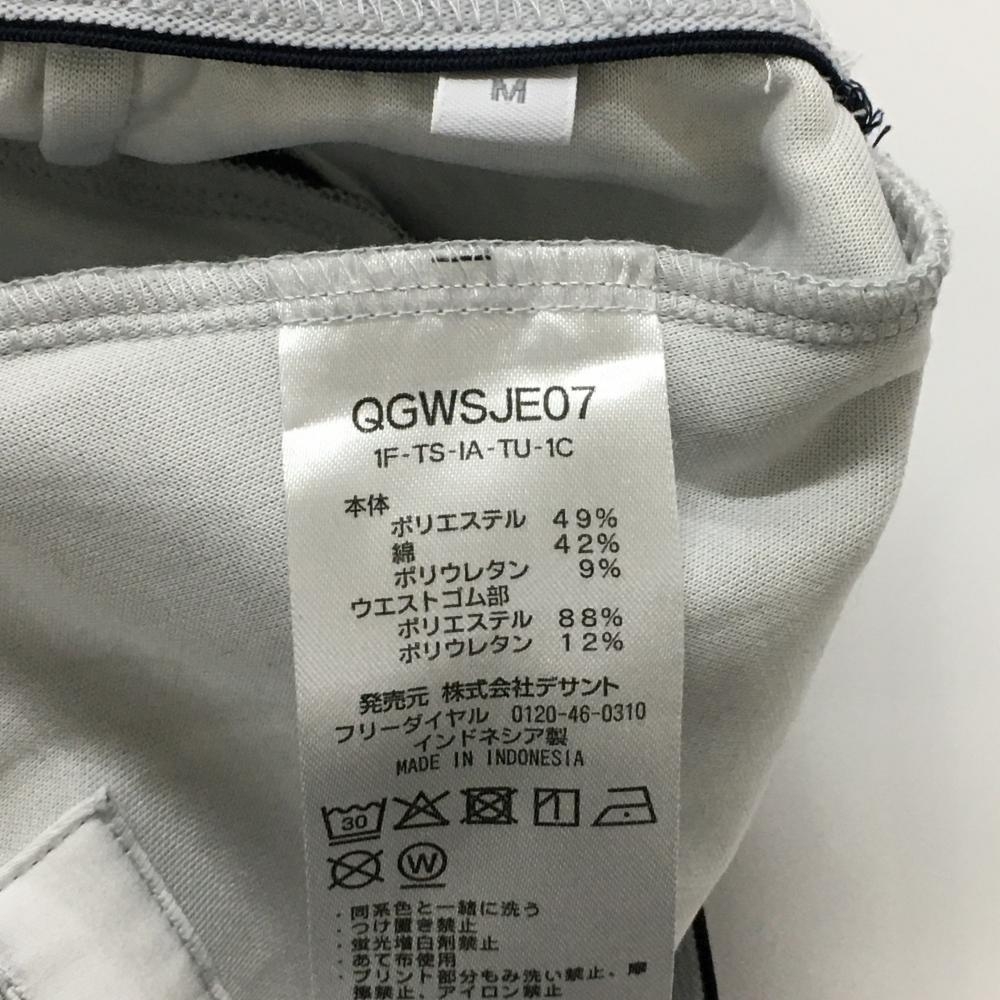 M
QGWSJE07
1F-TS-IA-TU-1C
本体
ポリエステル 49%
綿 42%
ポリウレタン 9%
ウエストゴム部
ポリエステル 88%
ポリウレタン 12%
発売元 株式会社デサント
フリーダイヤル 0120-46-0310
インドネシア製
MADE IN INDONESIA
30
W
・同系色と一緒に洗う
・つけ置き禁止
・蛍光増白剤禁止
・あて布使用
・プリント部分もみ洗い禁止、摩
擦禁止、アイロン禁止